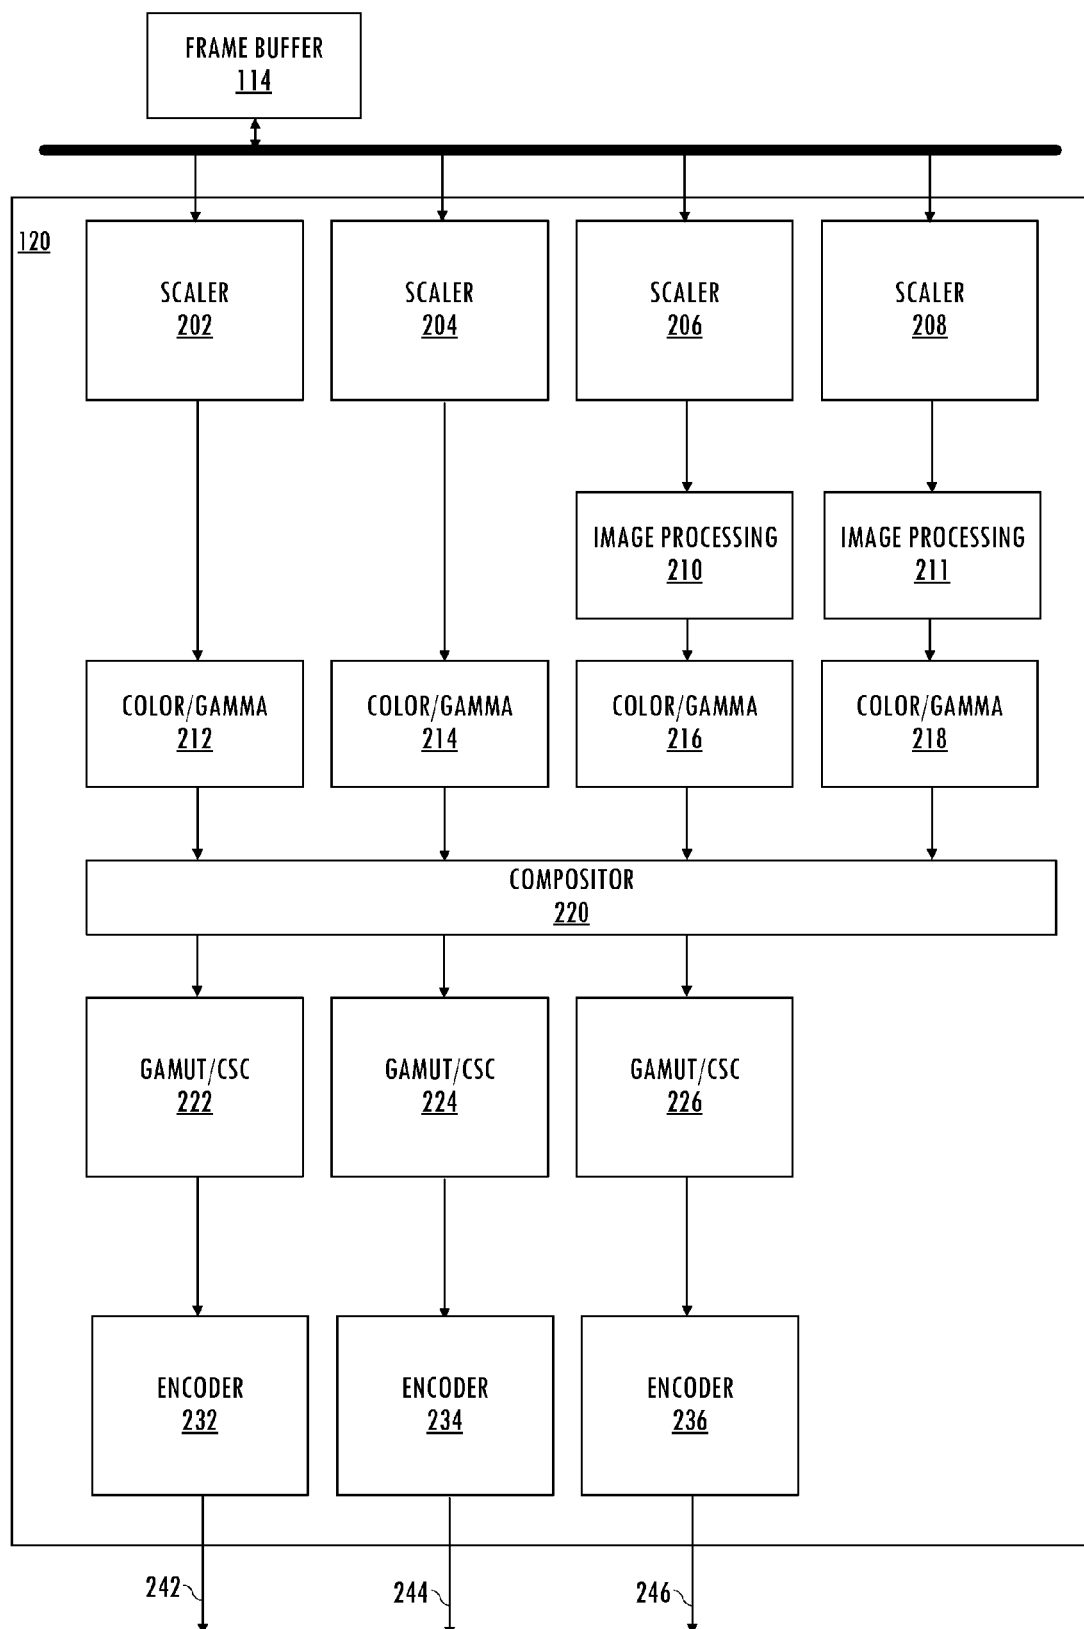 FRAME BUFFER
114
120
SCALER
202
SCALER
204
SCALER
206
SCALER
208
IMAGE PROCESSING
210
IMAGE PROCESSING
211
COLOR/GAMMA
212
COLOR/GAMMA
214
COLOR/GAMMA
216
COLOR/GAMMA
218
COMPOSITOR
220
GAMUT/CSC
222
GAMUT/CSC
224
GAMUT/CSC
226
ENCODER
232
ENCODER
234
ENCODER
236
242
244
246